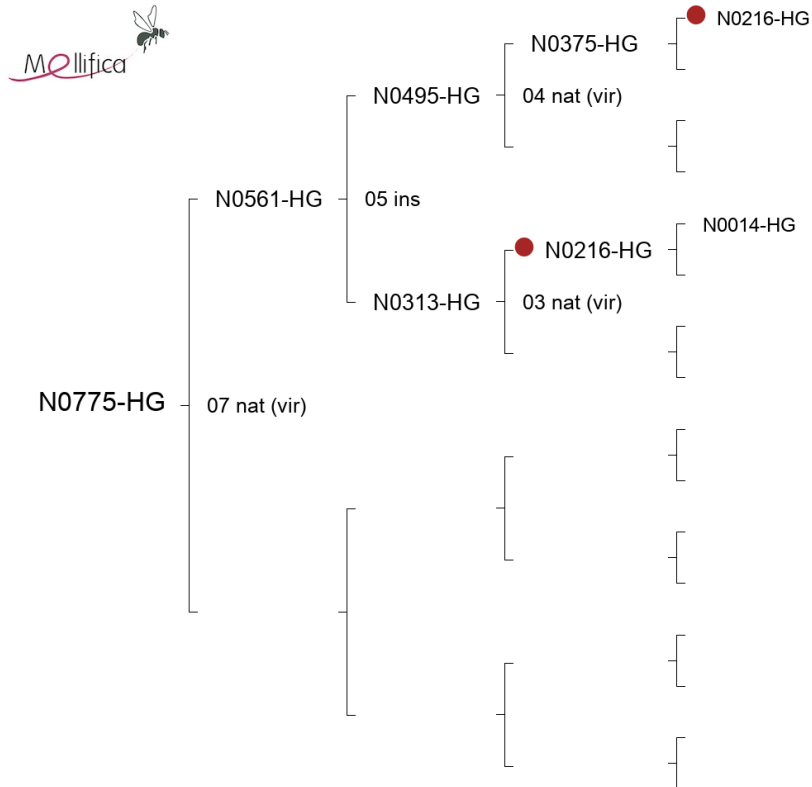 Mellifica
N0216-HG
N0375-HG
N0495-HG
04 nat (vir)
N0561-HG
05 ins
N0014-HG
N0216-HG
N0313-HG
03 nat (vir)
N0775-HG
07 nat (vir)